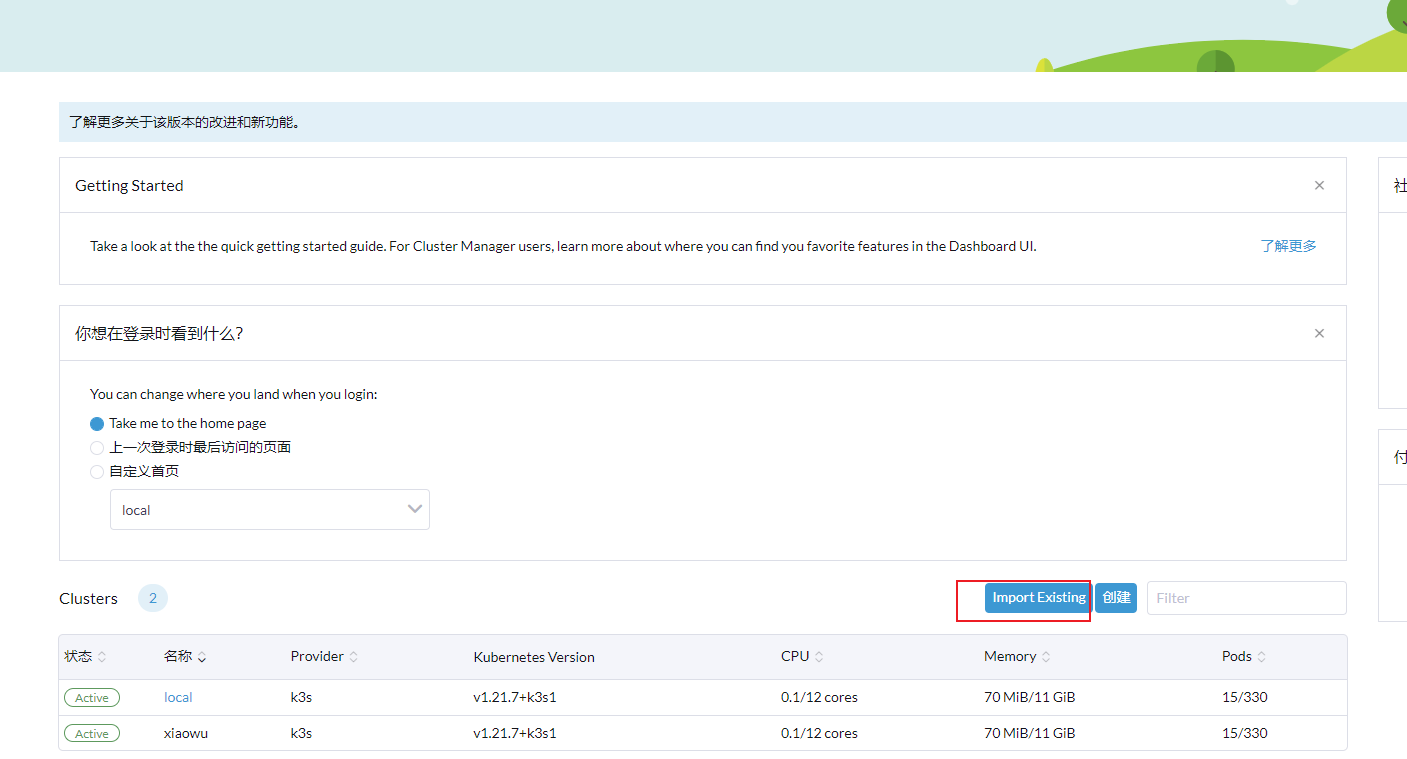 了解更多关于该版本的改进和新功能。
Getting Started
Take a look at the the quick getting started guide. For Cluster Manager users, learn more about where you can find you favorite features in the Dashboard UI.
了解更多
你想在登录时看到什么?
You can change where you land when you login:
Take me to the home page
上一次登录时最后访问的页面
自定义首页
local
社
付
Clusters 2 Import Existing 创建 Filter
状态 名称 Provider Kubernetes Version CPU Memory Pods
Active local k3s v1.21.7+k3s1 0.1/12 cores 70 MiB/11 GiB 15/330
Active xiaowu k3s v1.21.7+k3s1 0.1/12 cores 70 MiB/11 GiB 15/330